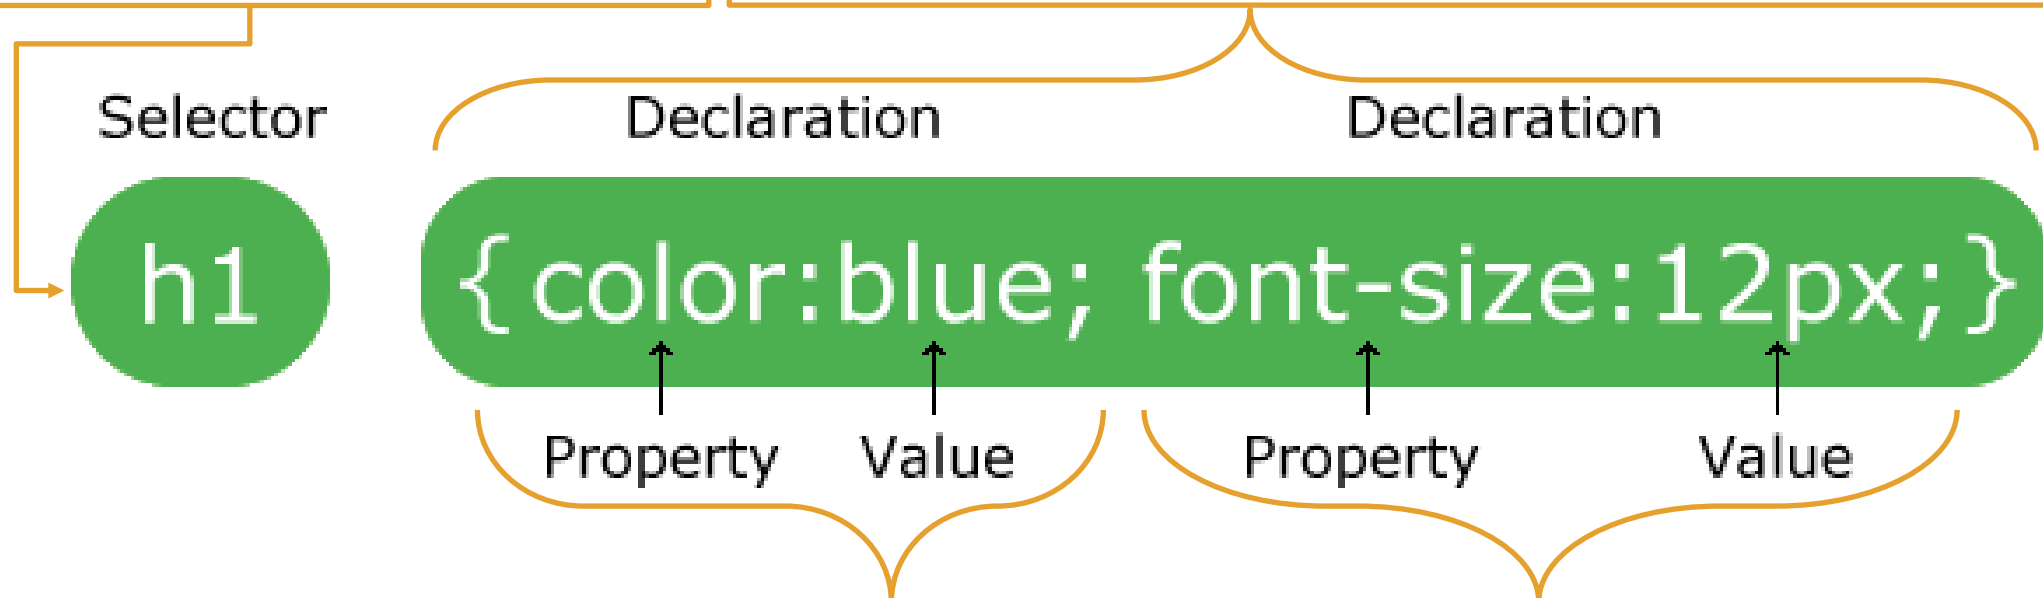 Selector Declaration Declaration
h1 {color:blue; font-size:12px;}
Property Value Property Value